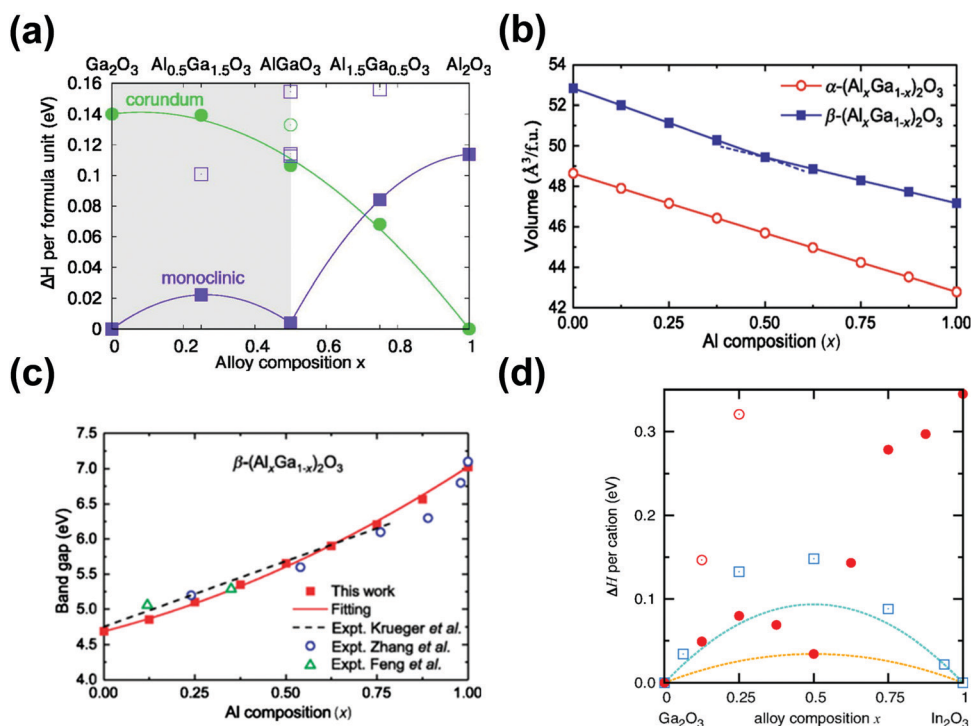 (a)
Ga₂O₃ Al₀.₅Ga₁.₅O₃ AlGaO₃ Al₁.₅Ga₀.₅O₃ Al₂O₃
0.16
0.14
0.12
0.10
0.08
0.06
0.04
0.02
0
corundum
monoclinic
ΔH per formula unit (eV)
0 0.2 0.4 0.6 0.8 1
Alloy composition x
(b)
54
52
50
48
46
44
42
α-(AlₓGa₁₋ₓ)₂O₃
β-(AlₓGa₁₋ₓ)₂O₃
Volume (Å³/f.u.)
0.00 0.25 0.50 0.75 1.00
Al composition (x)
(c)
7.5
7.0
6.5
6.0
5.5
5.0
4.5
4.0
β-(AlₓGa₁₋ₓ)₂O₃
Band gap (eV)
This work
Fitting
Expt. Krueger et al.
Expt. Zhang et al.
Expt. Feng et al.
0.00 0.25 0.50 0.75 1.00
Al composition (x)
(d)
0.3
0.2
0.1
0
ΔH per cation (eV)
0 0.25 0.5 0.75 1
Ga₂O₃ alloy composition x In₂O₃